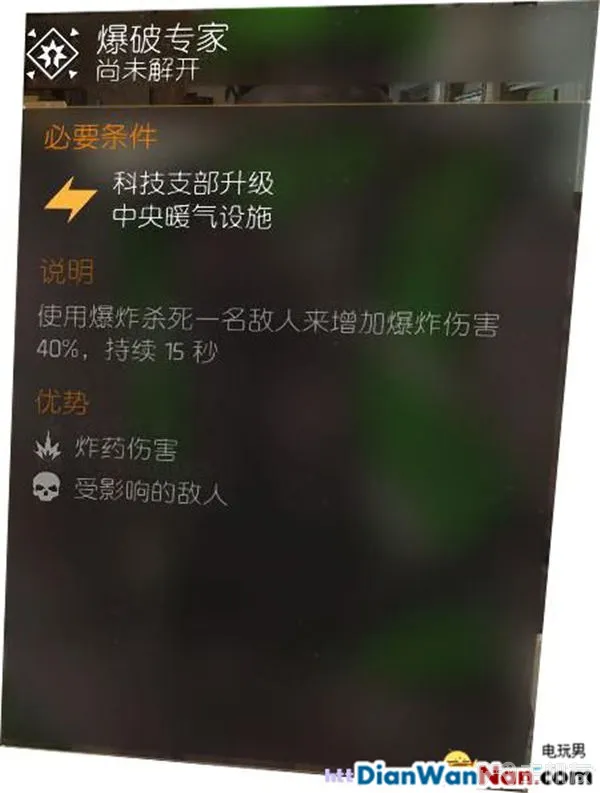 爆破专家
尚未解开
必要条件
科技支部升级
中央暖气设施
说明
使用爆炸杀死一名敌人来增加爆炸伤害
40%，持续 15 秒
优势
炸药伤害
受影响的敌人
电玩男
DianWanNan.com